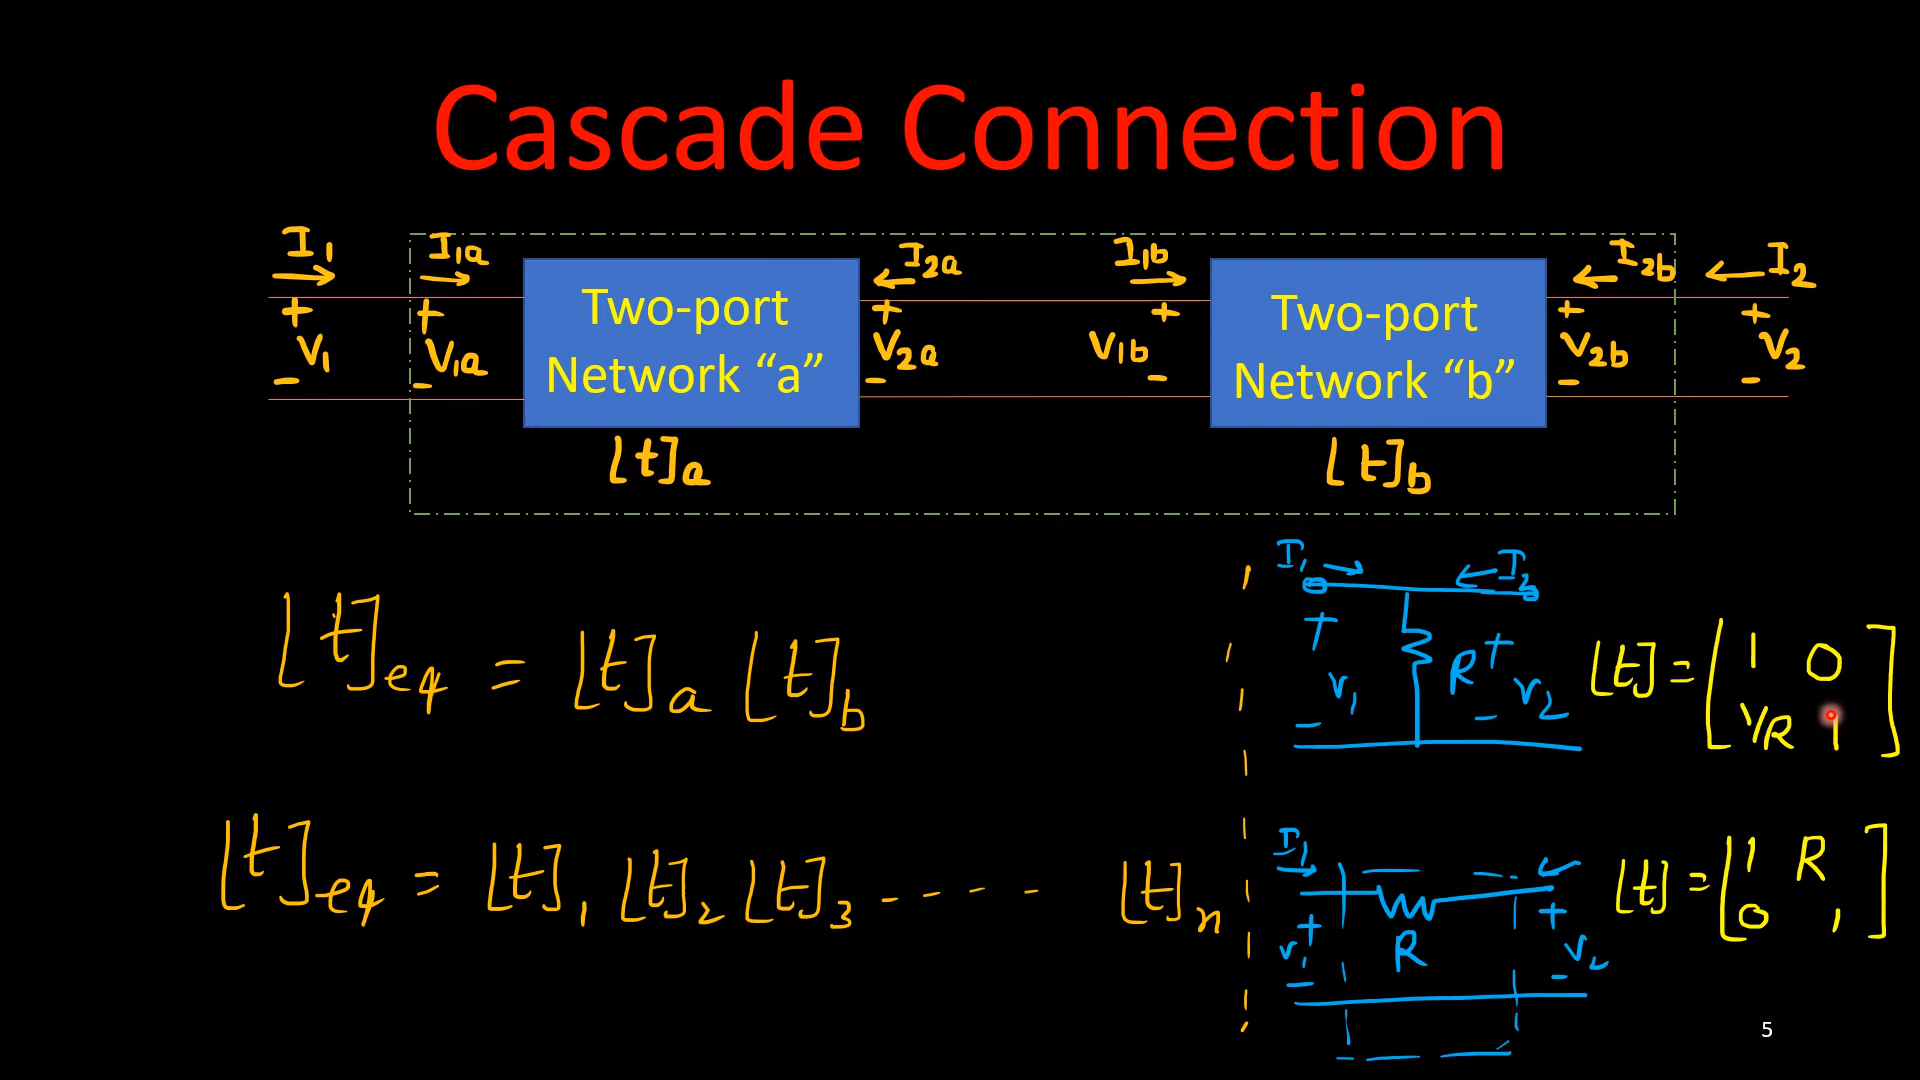 Cascade Connection
I₁ I₁a I₂a I₁b I₂b I₂
+ + + + + +
V₁ V₁a V₂a V₁b V₂b V₂
- - - - - -
Two-port
Network “a”
Two-port
Network “b”
[t]a [t]b
[t]eq = [t]a [t]b
[t]eq = [t]₁ [t]₂ [t]₃ - - - - - [t]n
I₁ I₂
+ R +
V₁ V₂
- -
[t] = [1 0
1/R 1]
I₁
+ +
V₁ R V₂
- -
[t] = [1 R
0 1]
5